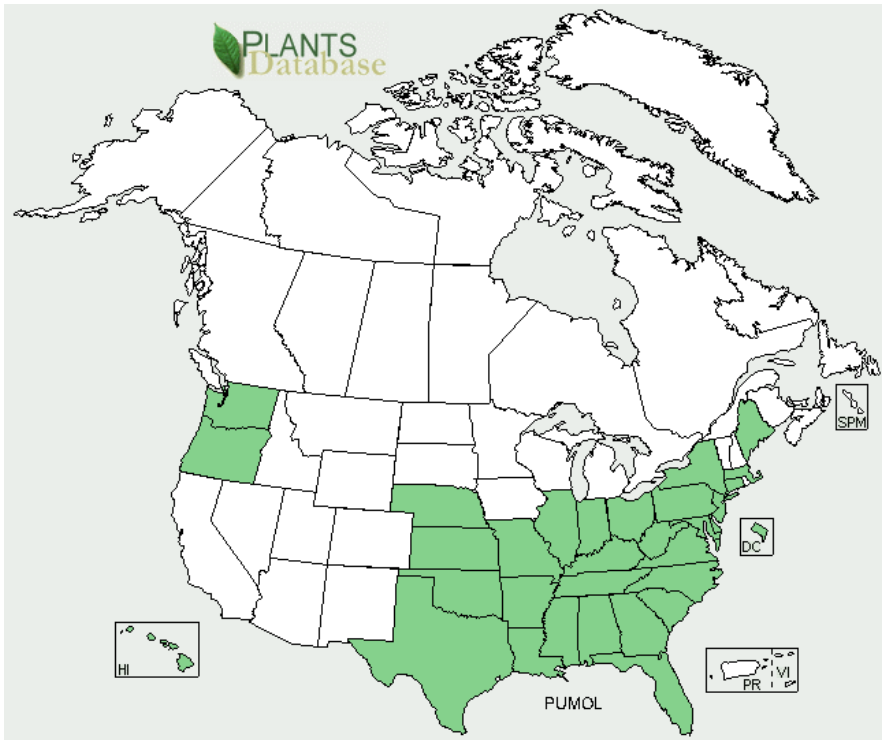 PLANTS
Database
SPM
DC
HI
PR
VI
PUMOL